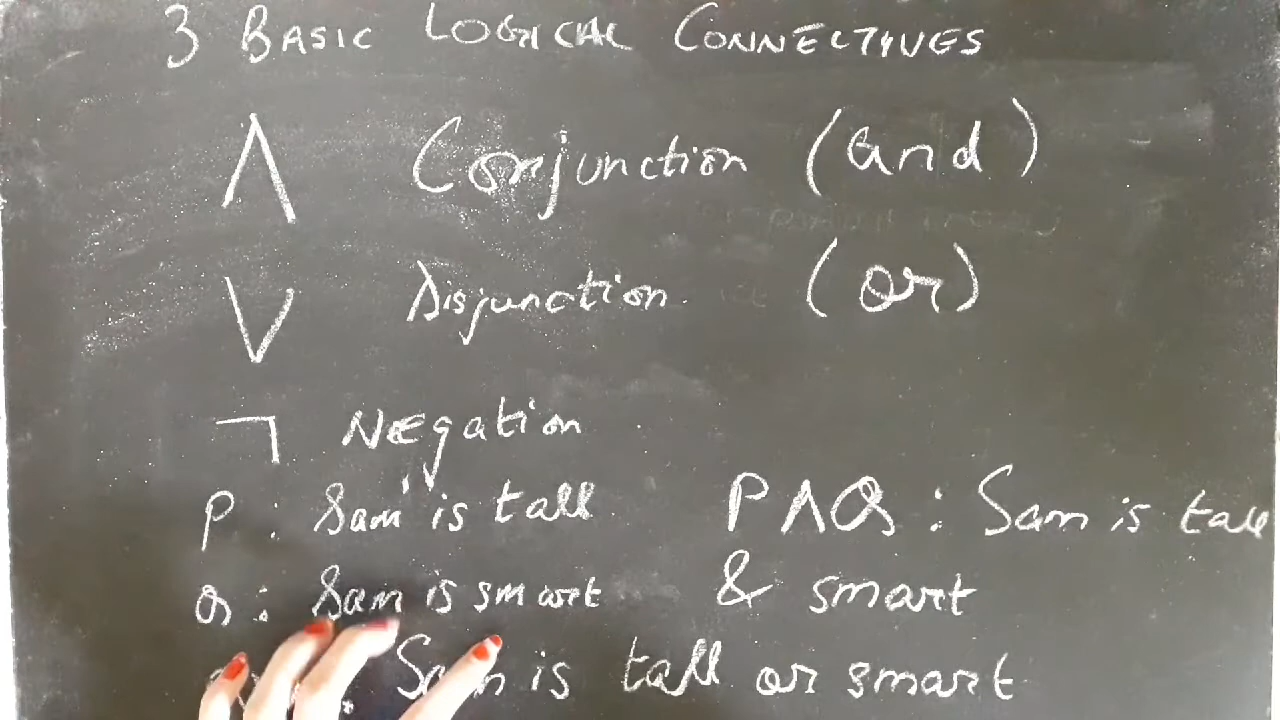 3 BASIC LOGICAL CONNECTIVES
∧ Conjunction (and)
∨ Disjunction (or)
¬ Negation
P : Sam is tall
P∧Q : Sam is tall
Q : Sam is smart
& smart
Sam is tall or smart